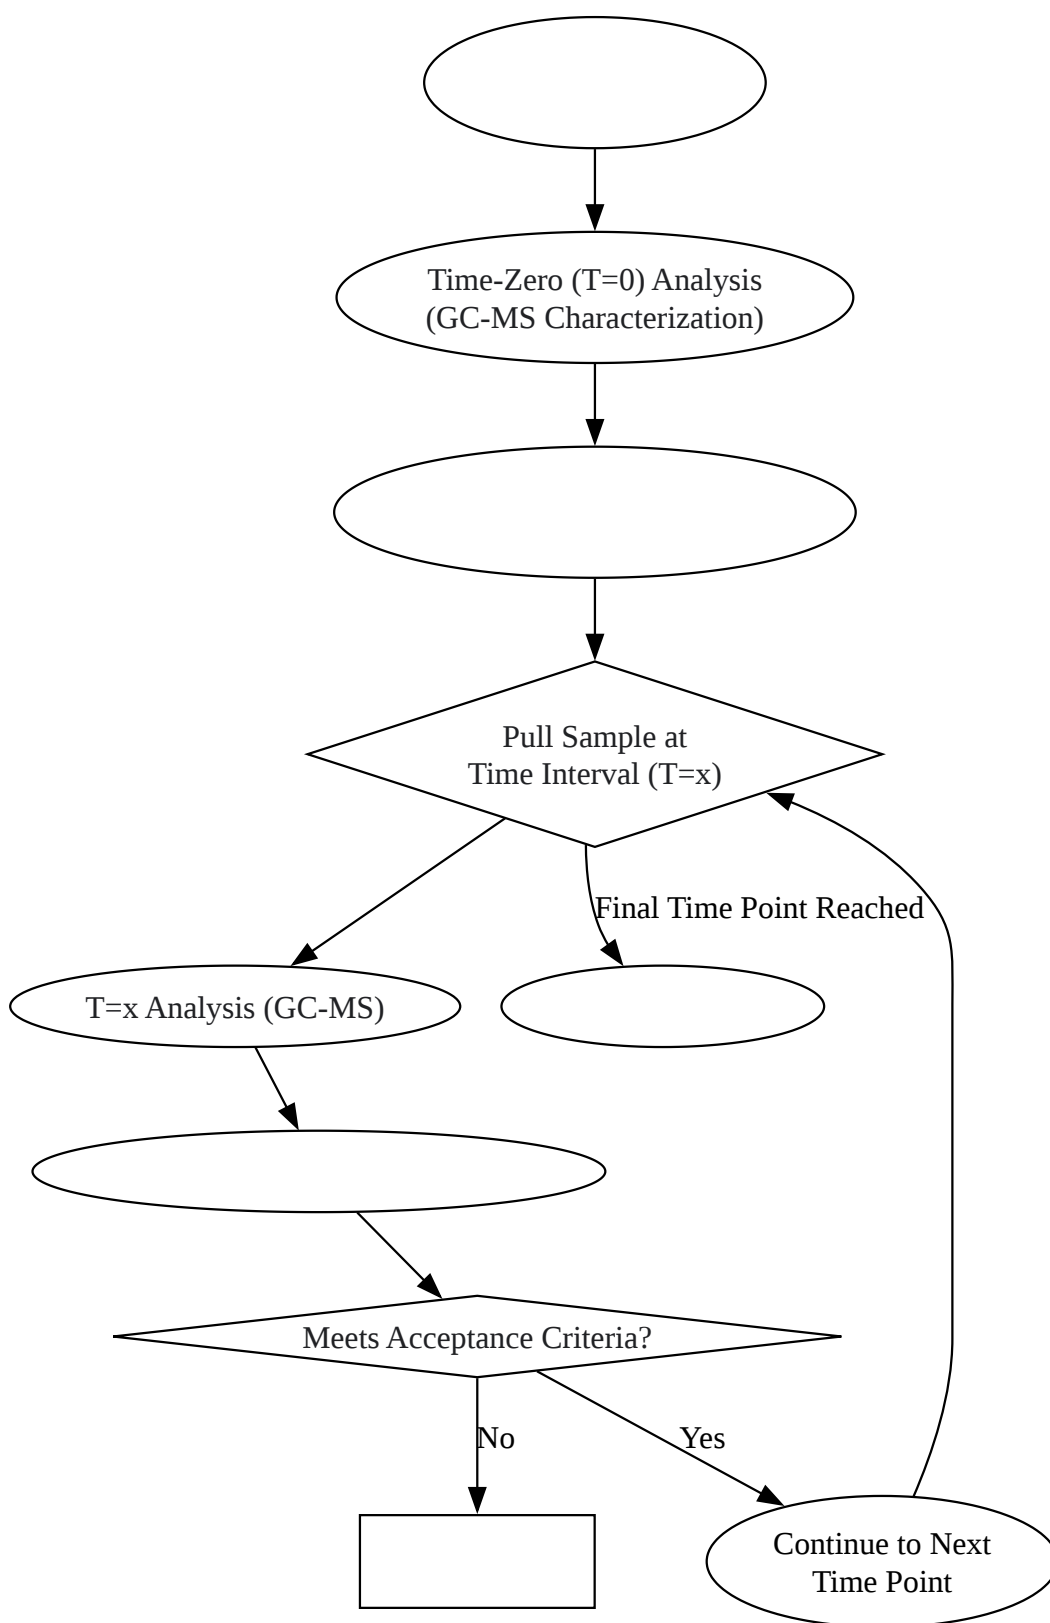 Time-Zero (T=0) Analysis
(GC-MS Characterization)
Pull Sample at
Time Interval (T=x)
Final Time Point Reached
T=x Analysis (GC-MS)
Meets Acceptance Criteria?
No
Yes
Continue to Next
Time Point